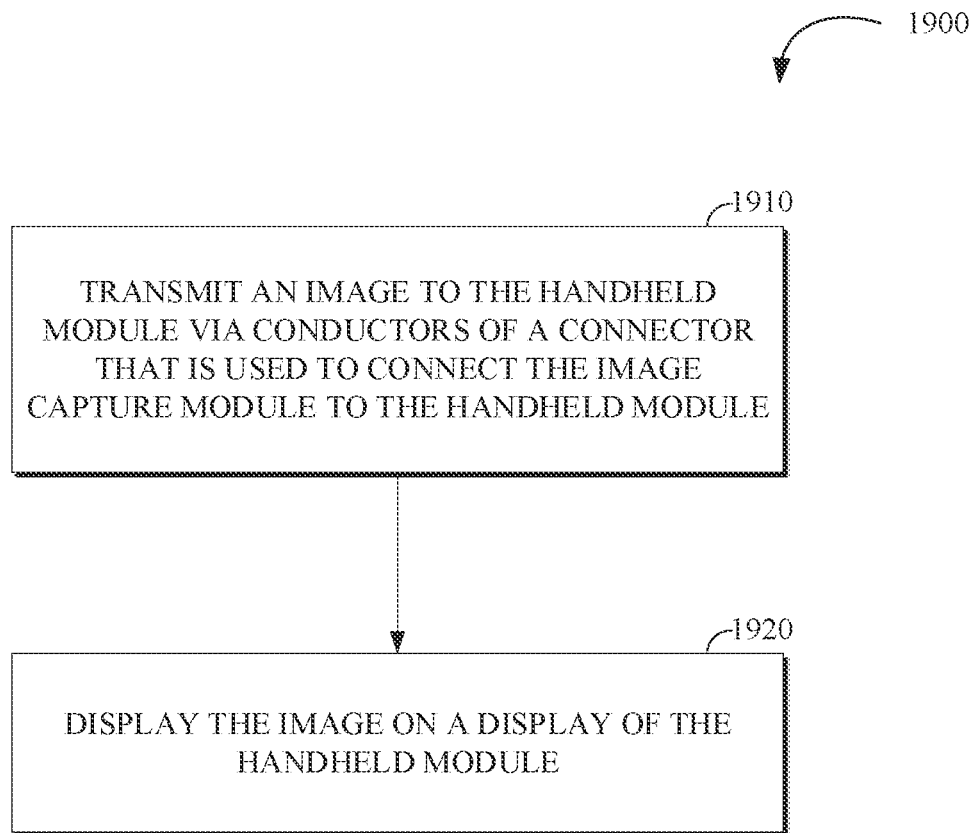 1900
1910
TRANSMIT AN IMAGE TO THE HANDHELD
MODULE VIA CONDUCTORS OF A CONNECTOR
THAT IS USED TO CONNECT THE IMAGE
CAPTURE MODULE TO THE HANDHELD MODULE
1920
DISPLAY THE IMAGE ON A DISPLAY OF THE
HANDHELD MODULE